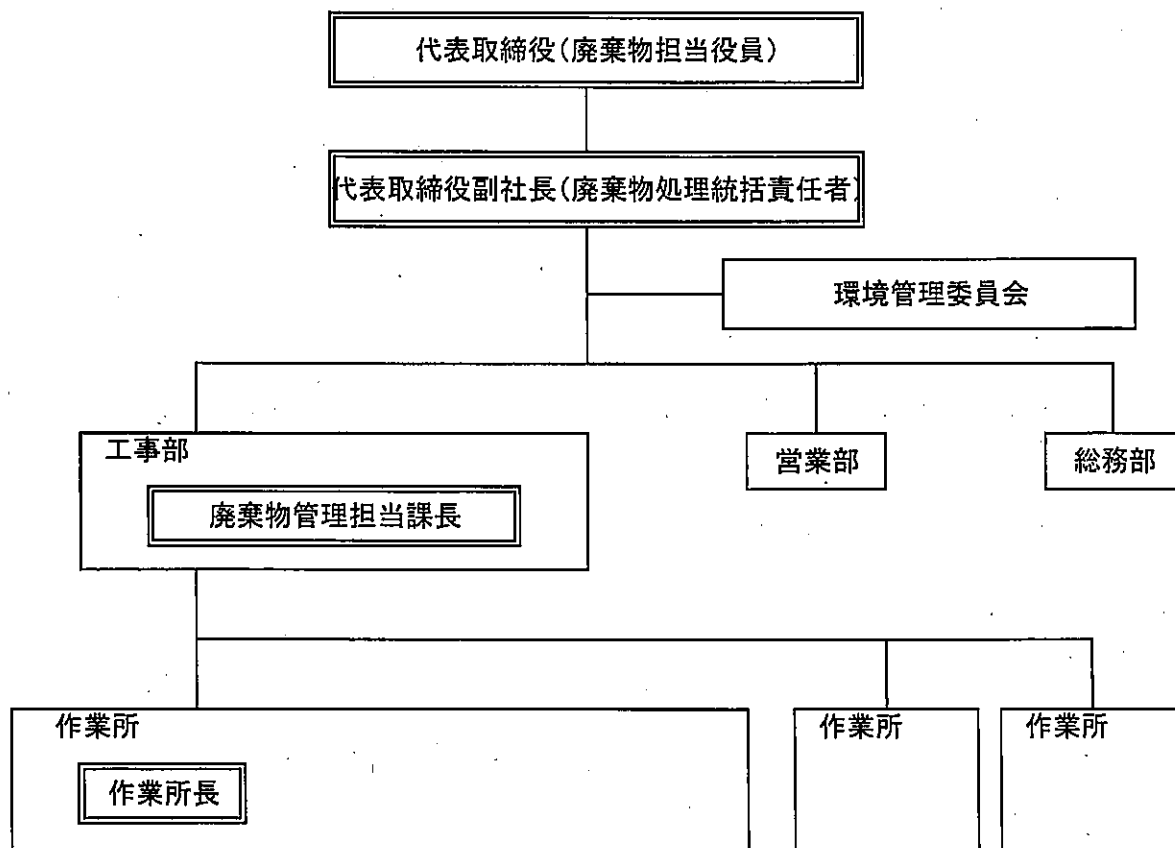 代表取締役(廃棄物担当役員)
代表取締役副社長(廃棄物処理統括責任者)
環境管理委員会
工事部
営業部
総務部
廃棄物管理担当課長
作業所
作業所
作業所
作業所長